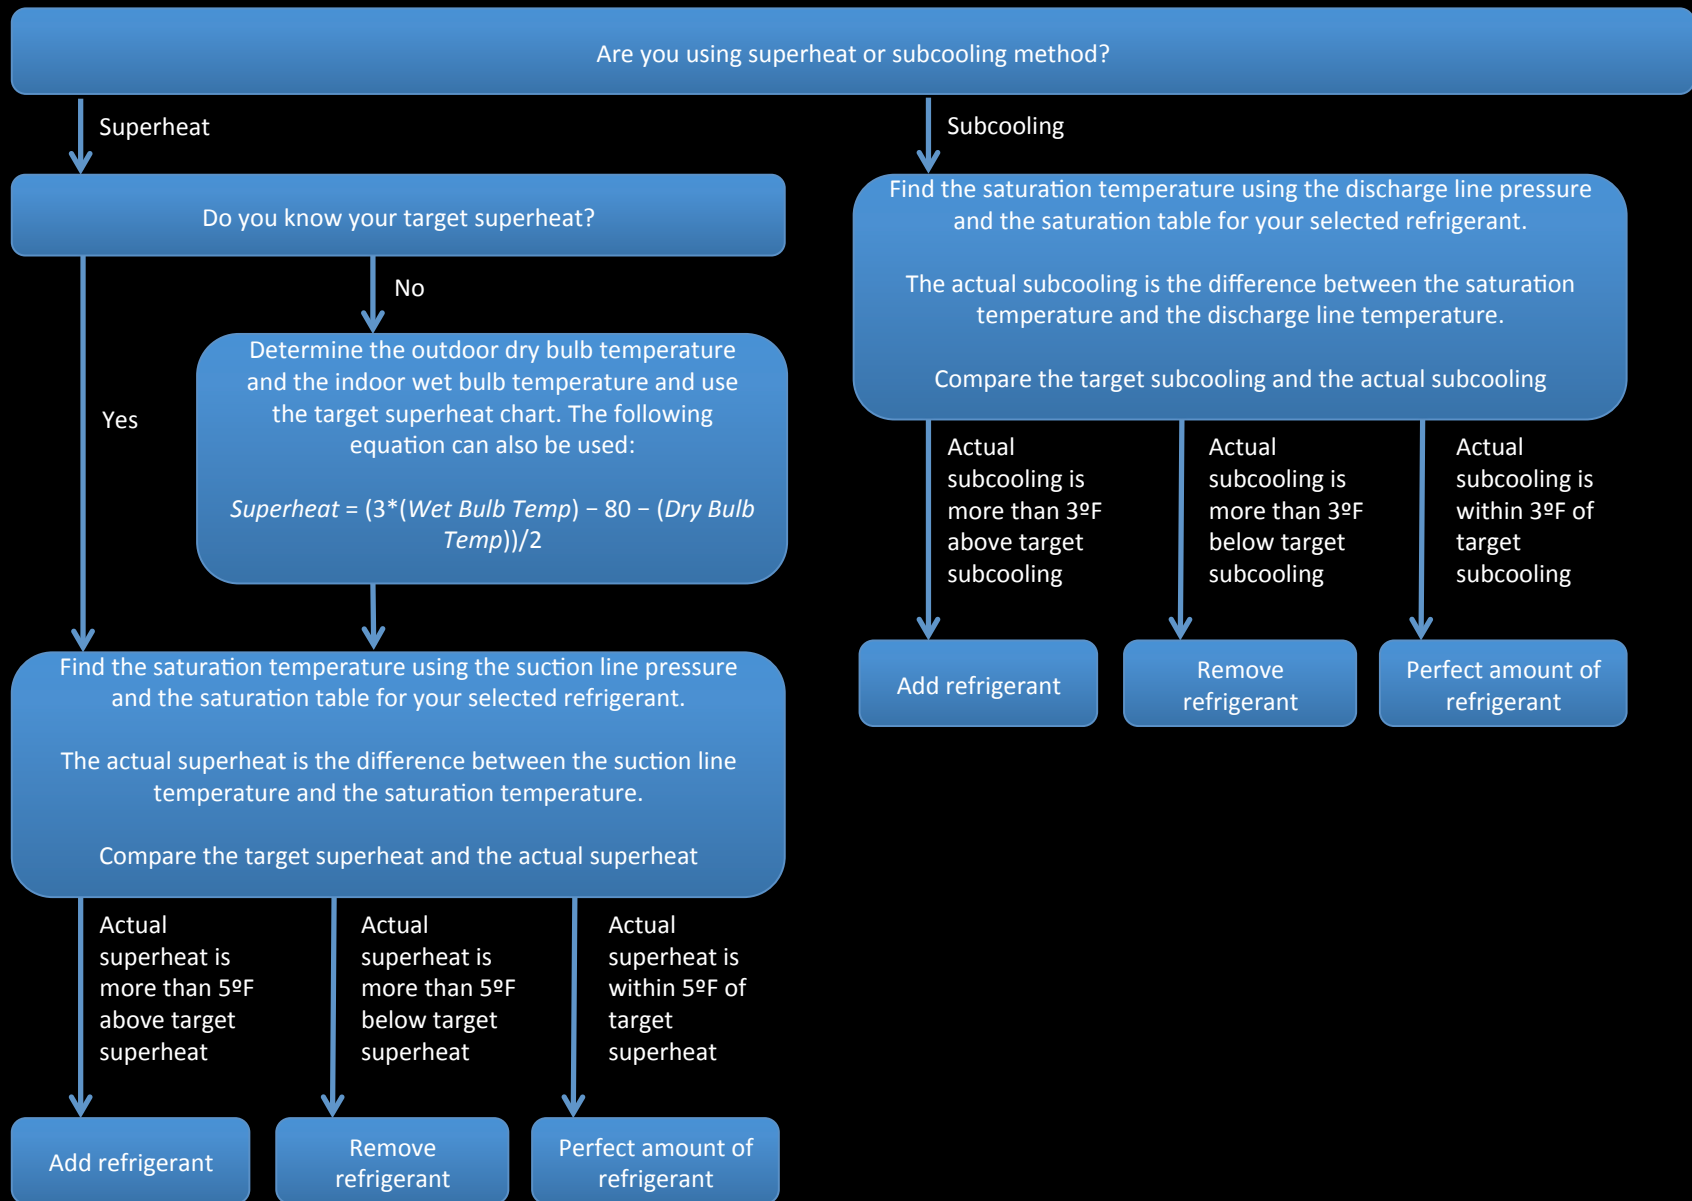 Are you using superheat or subcooling method?
Superheat
Subcooling
Do you know your target superheat?
Yes
No
Determine the outdoor dry bulb temperature
and the indoor wet bulb temperature and use
the target superheat chart. The following
equation can also be used:
Superheat = (3*(Wet Bulb Temp) − 80 − (Dry Bulb
Temp))/2
Find the saturation temperature using the suction line pressure
and the saturation table for your selected refrigerant.
The actual superheat is the difference between the suction line
temperature and the saturation temperature.
Compare the target superheat and the actual superheat
Actual
superheat is
more than 5ºF
above target
superheat
Actual
superheat is
more than 5ºF
below target
superheat
Actual
superheat is
within 5ºF of
target
superheat
Add refrigerant
Remove
refrigerant
Perfect amount of
refrigerant
Find the saturation temperature using the discharge line pressure
and the saturation table for your selected refrigerant.
The actual subcooling is the difference between the saturation
temperature and the discharge line temperature.
Compare the target subcooling and the actual subcooling
Actual
subcooling is
more than 3ºF
above target
subcooling
Actual
subcooling is
more than 3ºF
below target
subcooling
Actual
subcooling is
within 3ºF of
target
subcooling
Add refrigerant
Remove
refrigerant
Perfect amount of
refrigerant